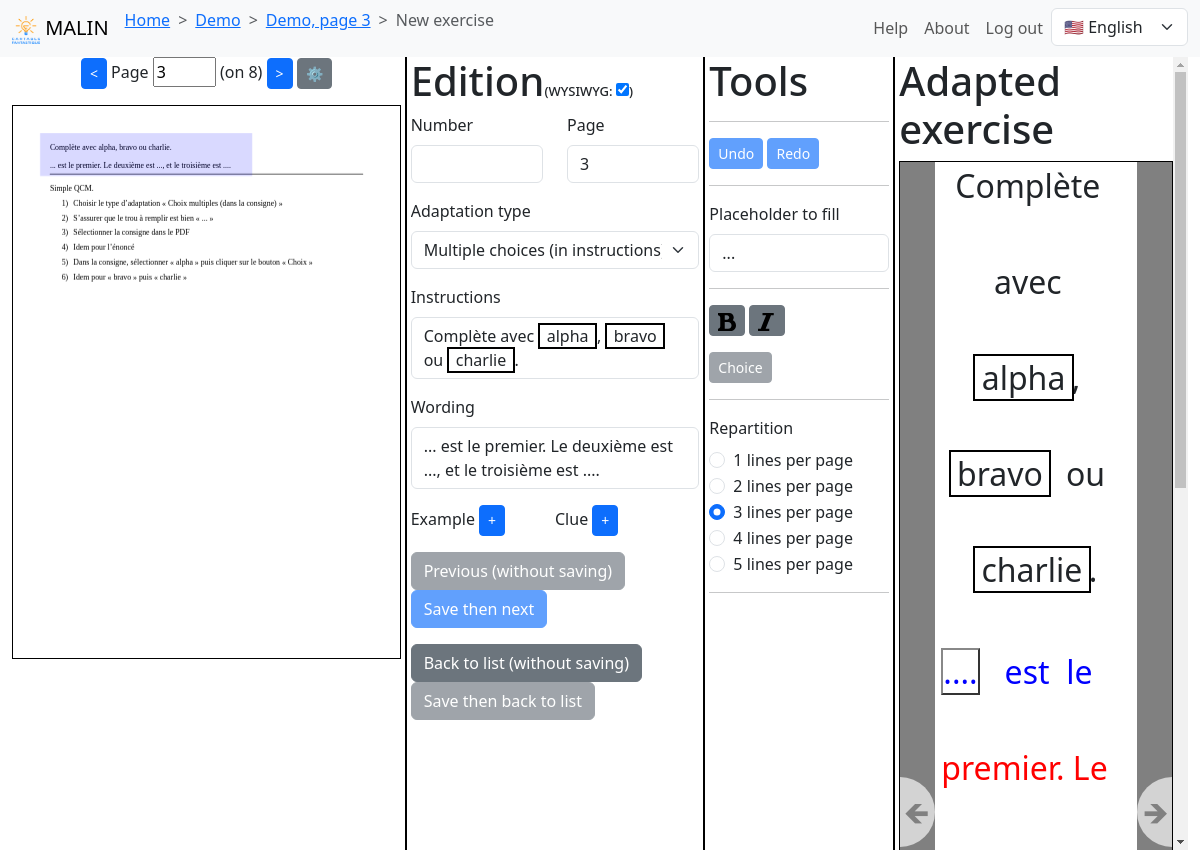 MALIN
Home > Demo > Demo, page 3 > New exercise
Help About Log out 🇺🇸 English
< Page 3 (on 8) > ⚙️
Complète avec alpha, bravo ou charlie.
... est le premier. Le deuxième est ..., et le troisième est ....
Simple QCM.
1) Choisir le type d'adaptation « Choix multiples (dans la consigne) »
2) S'assurer que le trou à remplir est bien « ... »
3) Sélectionner la consigne dans le PDF
4) Idem pour l'énoncé
5) Dans la consigne, sélectionner « alpha » puis cliquer sur le bouton « Choix »
6) Idem pour « bravo » puis « charlie »
Edition (WYSIWYG: )
Number Page
3
Adaptation type
Multiple choices (in instructions
Instructions
Complète avec alpha, bravo
ou charlie.
Wording
... est le premier. Le deuxième est
..., et le troisième est ....
Example + Clue +
Previous (without saving)
Save then next
Back to list (without saving)
Save then back to list
Tools
Undo Redo
Placeholder to fill
...
B I
Choice
Repartition
1 lines per page
2 lines per page
3 lines per page
4 lines per page
5 lines per page
Adapted
exercise
Complète
avec
alpha,
bravo ou
charlie.
.... est le
premier. Le